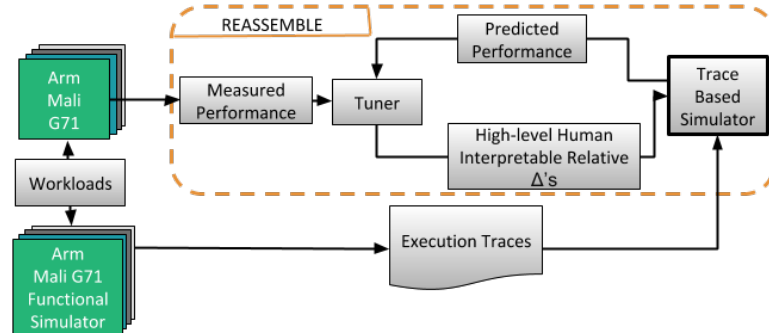 REASSEMBLE
Predicted
Performance
Arm
Mali
G71
Measured
Performance
Tuner
Trace
Based
Simulator
High-level Human
Interpretable Relative
Δ's
Workloads
Execution Traces
Arm
Mali G71
Functional
Simulator